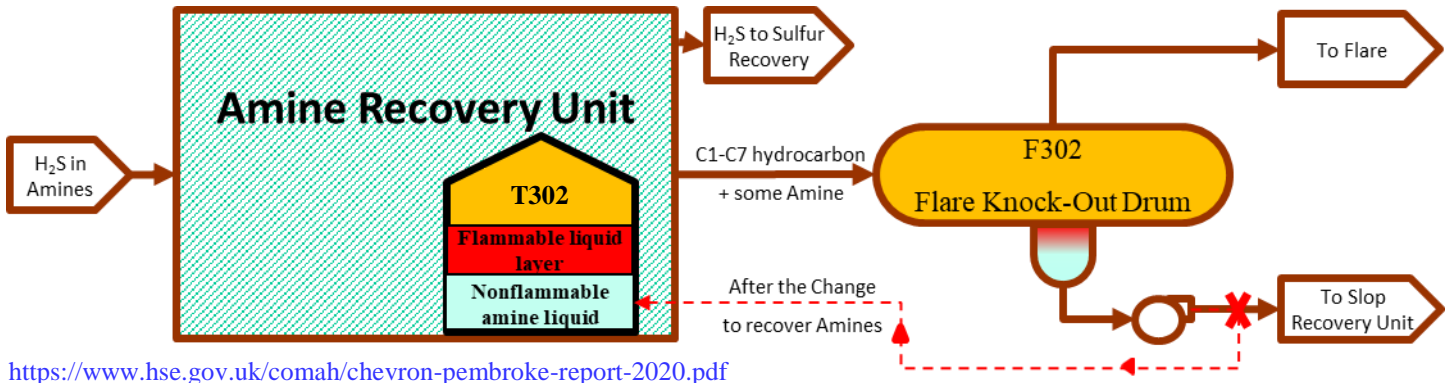 H₂S in
Amines
Amine Recovery Unit
T302
Flammable liquid
layer
Nonflammable
amine liquid
H₂S to Sulfur
Recovery
C1-C7 hydrocarbon
+ some Amine
F302
Flare Knock-Out Drum
To Flare
After the Change
to recover Amines
To Slop
Recovery Unit
https://www.hse.gov.uk/comah/chevron-pembroke-report-2020.pdf